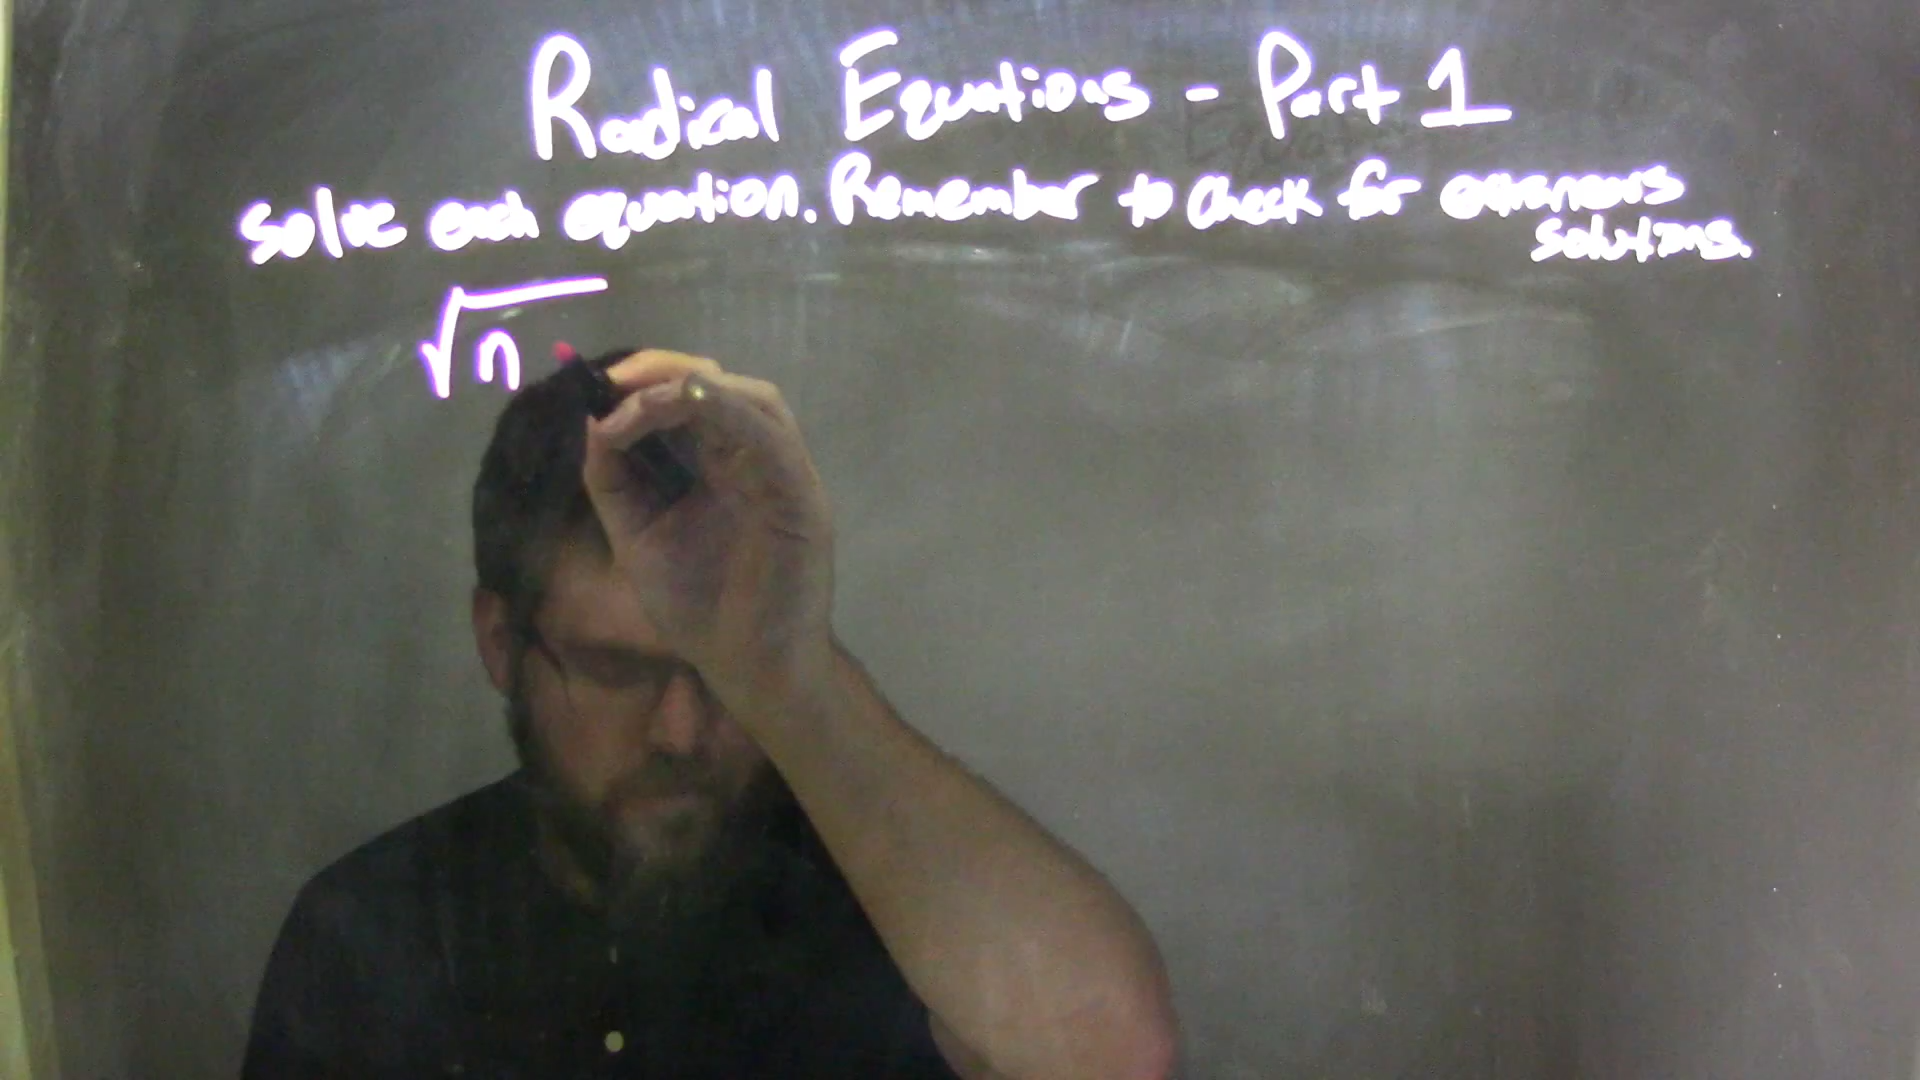 Radical Equations - Part 1
Solve each equation. Remember to check for extraneous
solutions.
√n